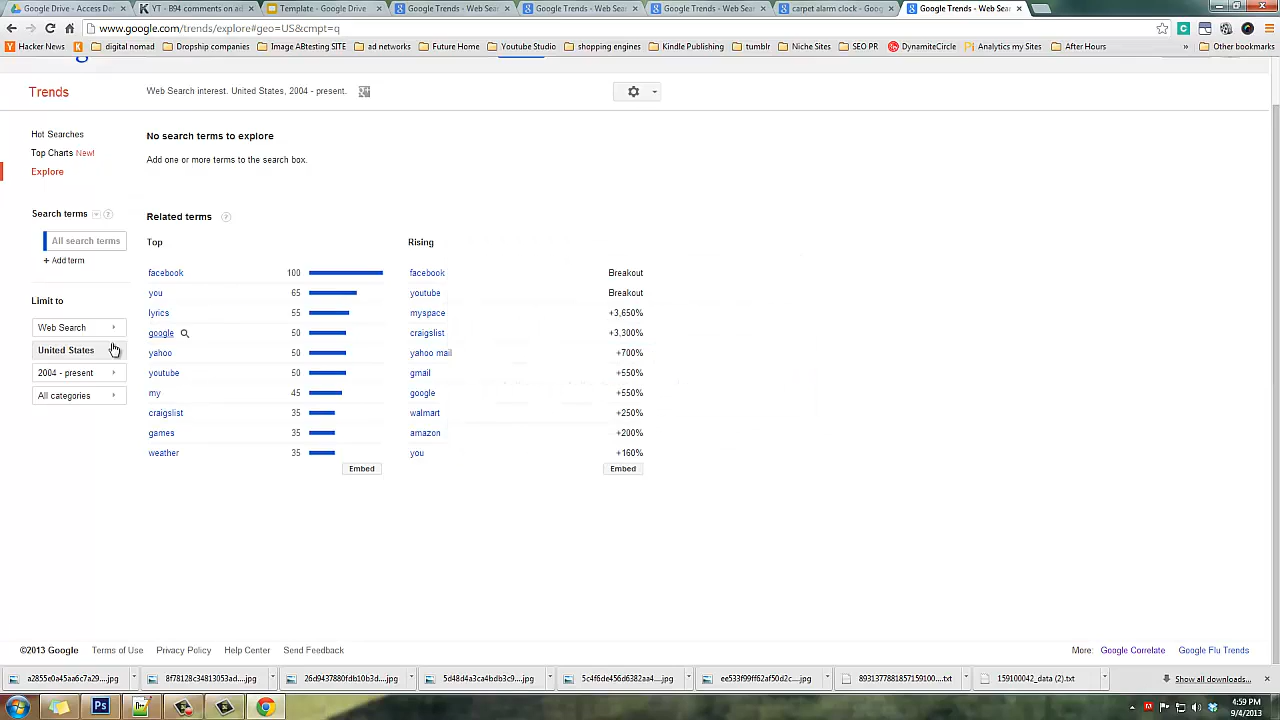 Google Drive - Access Den
YT - B94 comments on ad
Template - Google Drive
Google Trends - Web Sear
Google Trends - Web Sear
Google Trends - Web Sear
carpet alarm clock - Goog
Google Trends - Web Sear
www.google.com/trends/explore#geo=US&cmpt=q
Hacker News
digital nomad
Dropship companies
Image ABtesting SITE
ad networks
Future Home
Youtube Studio
shopping engines
Kindle Publishing
tumblr
Niche Sites
SEO PR
DynamiteCircle
Analytics my Sites
After Hours
»
Other bookmarks
Trends
Web Search interest. United States, 2004 - present.
Hot Searches
Top Charts New!
Explore
No search terms to explore
Add one or more terms to the search box.
Search terms
All search terms
+ Add term
Limit to
Web Search
United States
2004 - present
All categories
Related terms
Top
facebook 100
you 65
lyrics 55
google 50
yahoo 50
youtube 50
my 45
craigslist 35
games 35
weather 35
Embed
Rising
facebook Breakout
youtube Breakout
myspace +3,650%
craigslist +3,300%
yahoo mail +700%
gmail +550%
google +550%
walmart +250%
amazon +200%
you +160%
Embed
©2013 Google
Terms of Use
Privacy Policy
Help Center
Send Feedback
More: Google Correlate Google Flu Trends
159100042_data (2).txt
Show all downloads...
4:59 PM
9/4/2013